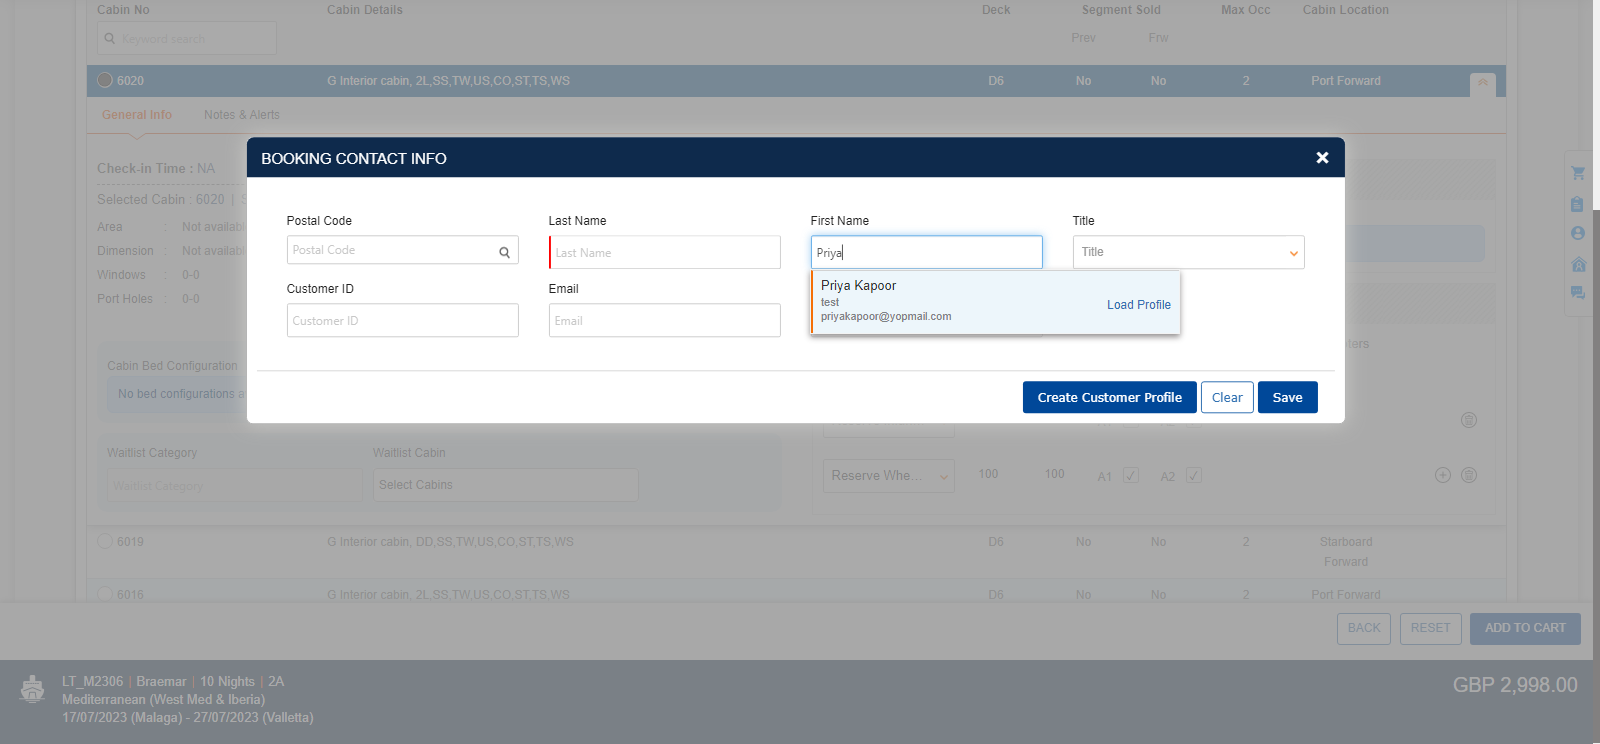 Cabin No Cabin Details Deck Segment Sold Max Occ Cabin Location
Keyword search Prev Frw
6020 G Interior cabin, 2L,SS,TW,US,CO,ST,TS,WS D6 No No 2 Port Forward
General Info Notes & Alerts
BOOKING CONTACT INFO
Check-in Time : NA
Selected Cabin : 6020 |
Area : Not availabl
Dimension : Not availabl
Windows : 0-0
Port Holes : 0-0
Postal Code Last Name First Name Title
Postal Code Last Name Priya Title
Priya Kapoor
test
priyakapoor@yopmail.com
Load Profile
Customer ID Email
Customer ID Email
ters
Cabin Bed Configuration
No bed configurations a
Create Customer Profile Clear Save
Waitlist Category Waitlist Cabin
Waitlist Category Select Cabins
Reserve Whe... 100 100 A1 A2
6019 G Interior cabin, DD,SS,TW,US,CO,ST,TS,WS D6 No No 2 Starboard
Forward
6016 G Interior cabin, 2L,SS,TW,US,CO,ST,TS,WS D6 No No 2 Port Forward
BACK RESET ADD TO CART
LT_M2306 | Braemar | 10 Nights | 2A
Mediterranean (West Med & Iberia)
17/07/2023 (Malaga) - 27/07/2023 (Valletta)
GBP 2,998.00